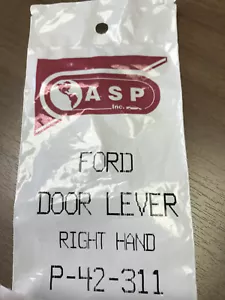 ASP
Inc.
FORD
DOOR LEVER
RIGHT HAND
P-42-311